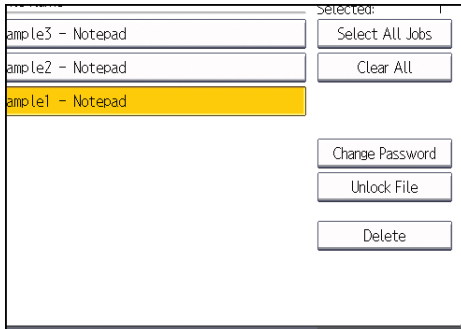 Selected:
ample3 - Notepad
Select All Jobs
ample2 - Notepad
Clear All
ample1 - Notepad
Change Password
Unlock File
Delete